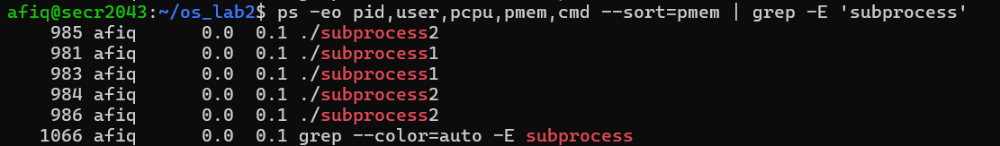 afiq@secr2043:~/os_lab2$ ps -eo pid,user,pcpu,pmem,cmd --sort=pmem | grep -E 'subprocess'
985 afiq 0.0 0.1 ./subprocess2
981 afiq 0.0 0.1 ./subprocess1
983 afiq 0.0 0.1 ./subprocess1
984 afiq 0.0 0.1 ./subprocess2
986 afiq 0.0 0.1 ./subprocess2
1066 afiq 0.0 0.1 grep --color=auto -E subprocess